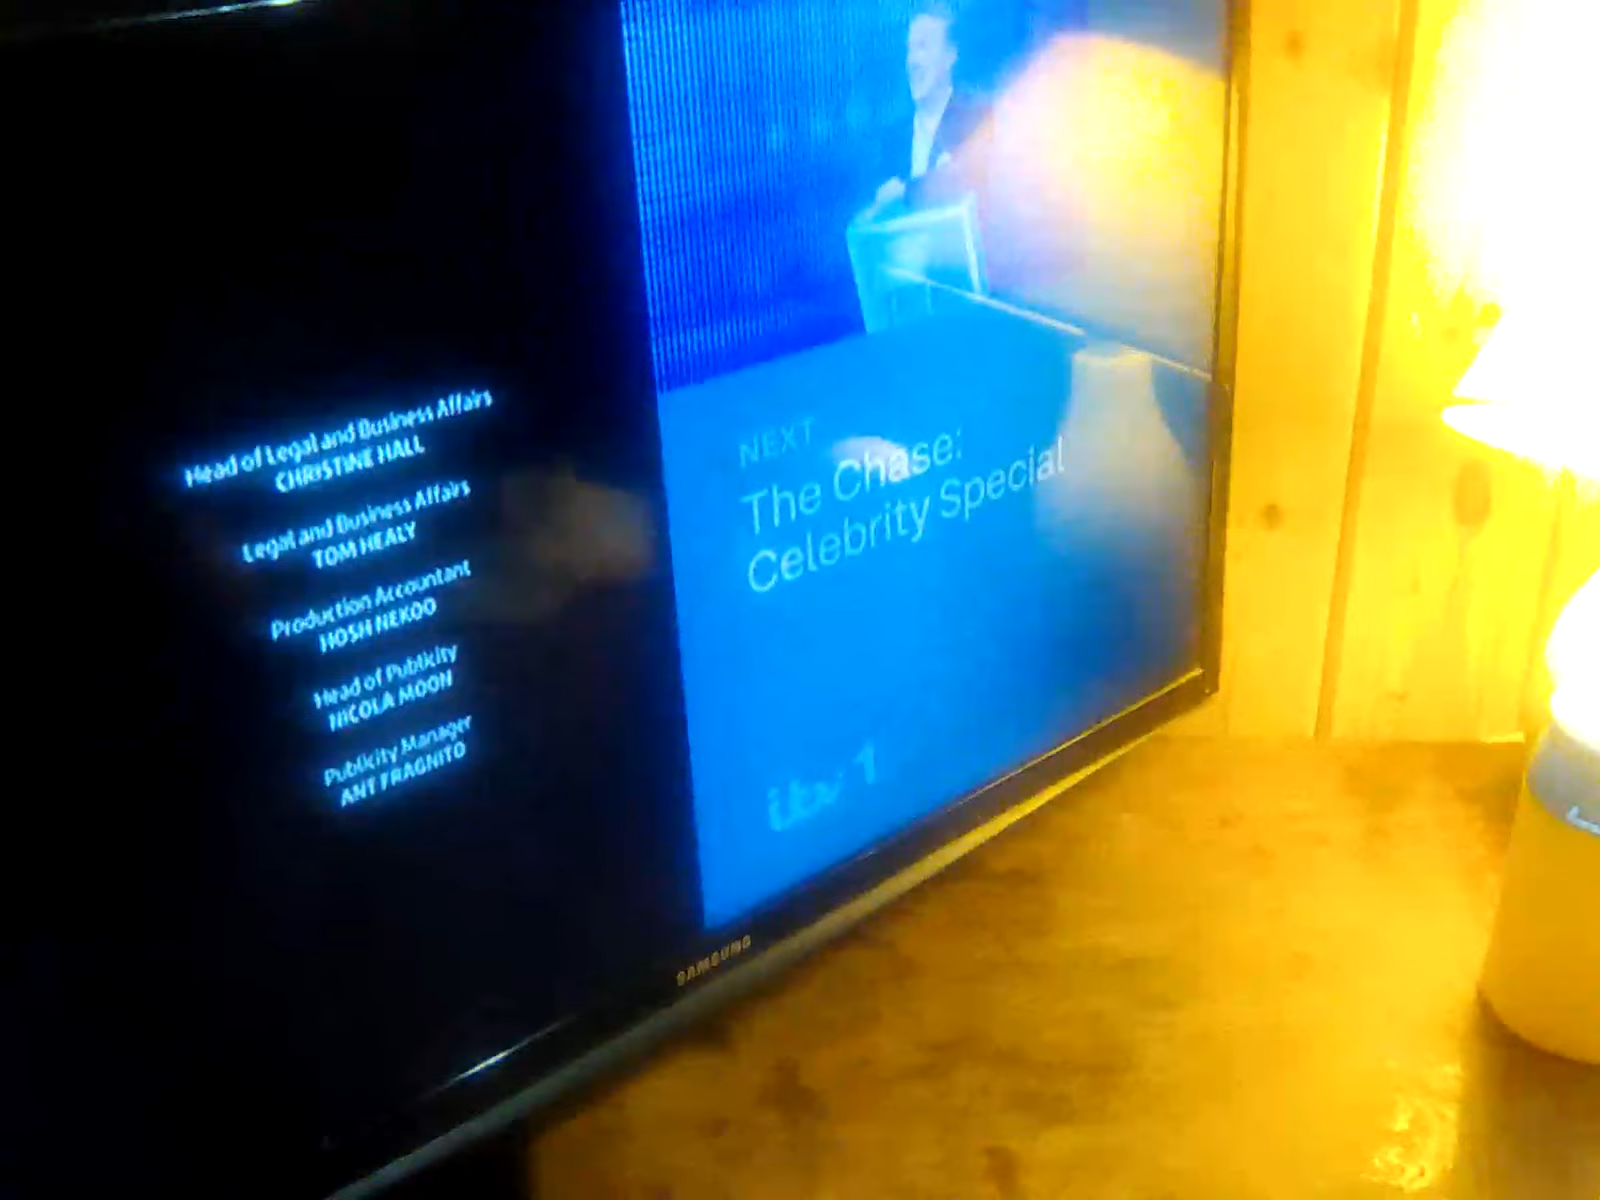 Head of Legal and Business Affairs
CHRISTINE HALL
Legal and Business Affairs
TOM HEALY
Production Accountant
HOSH NEKOO
Head of Publicity
NICOLA MOON
Publicity Manager
ANT FRAGNITO
NEXT
The Chase:
Celebrity Special
itv 1
SAMSUNG